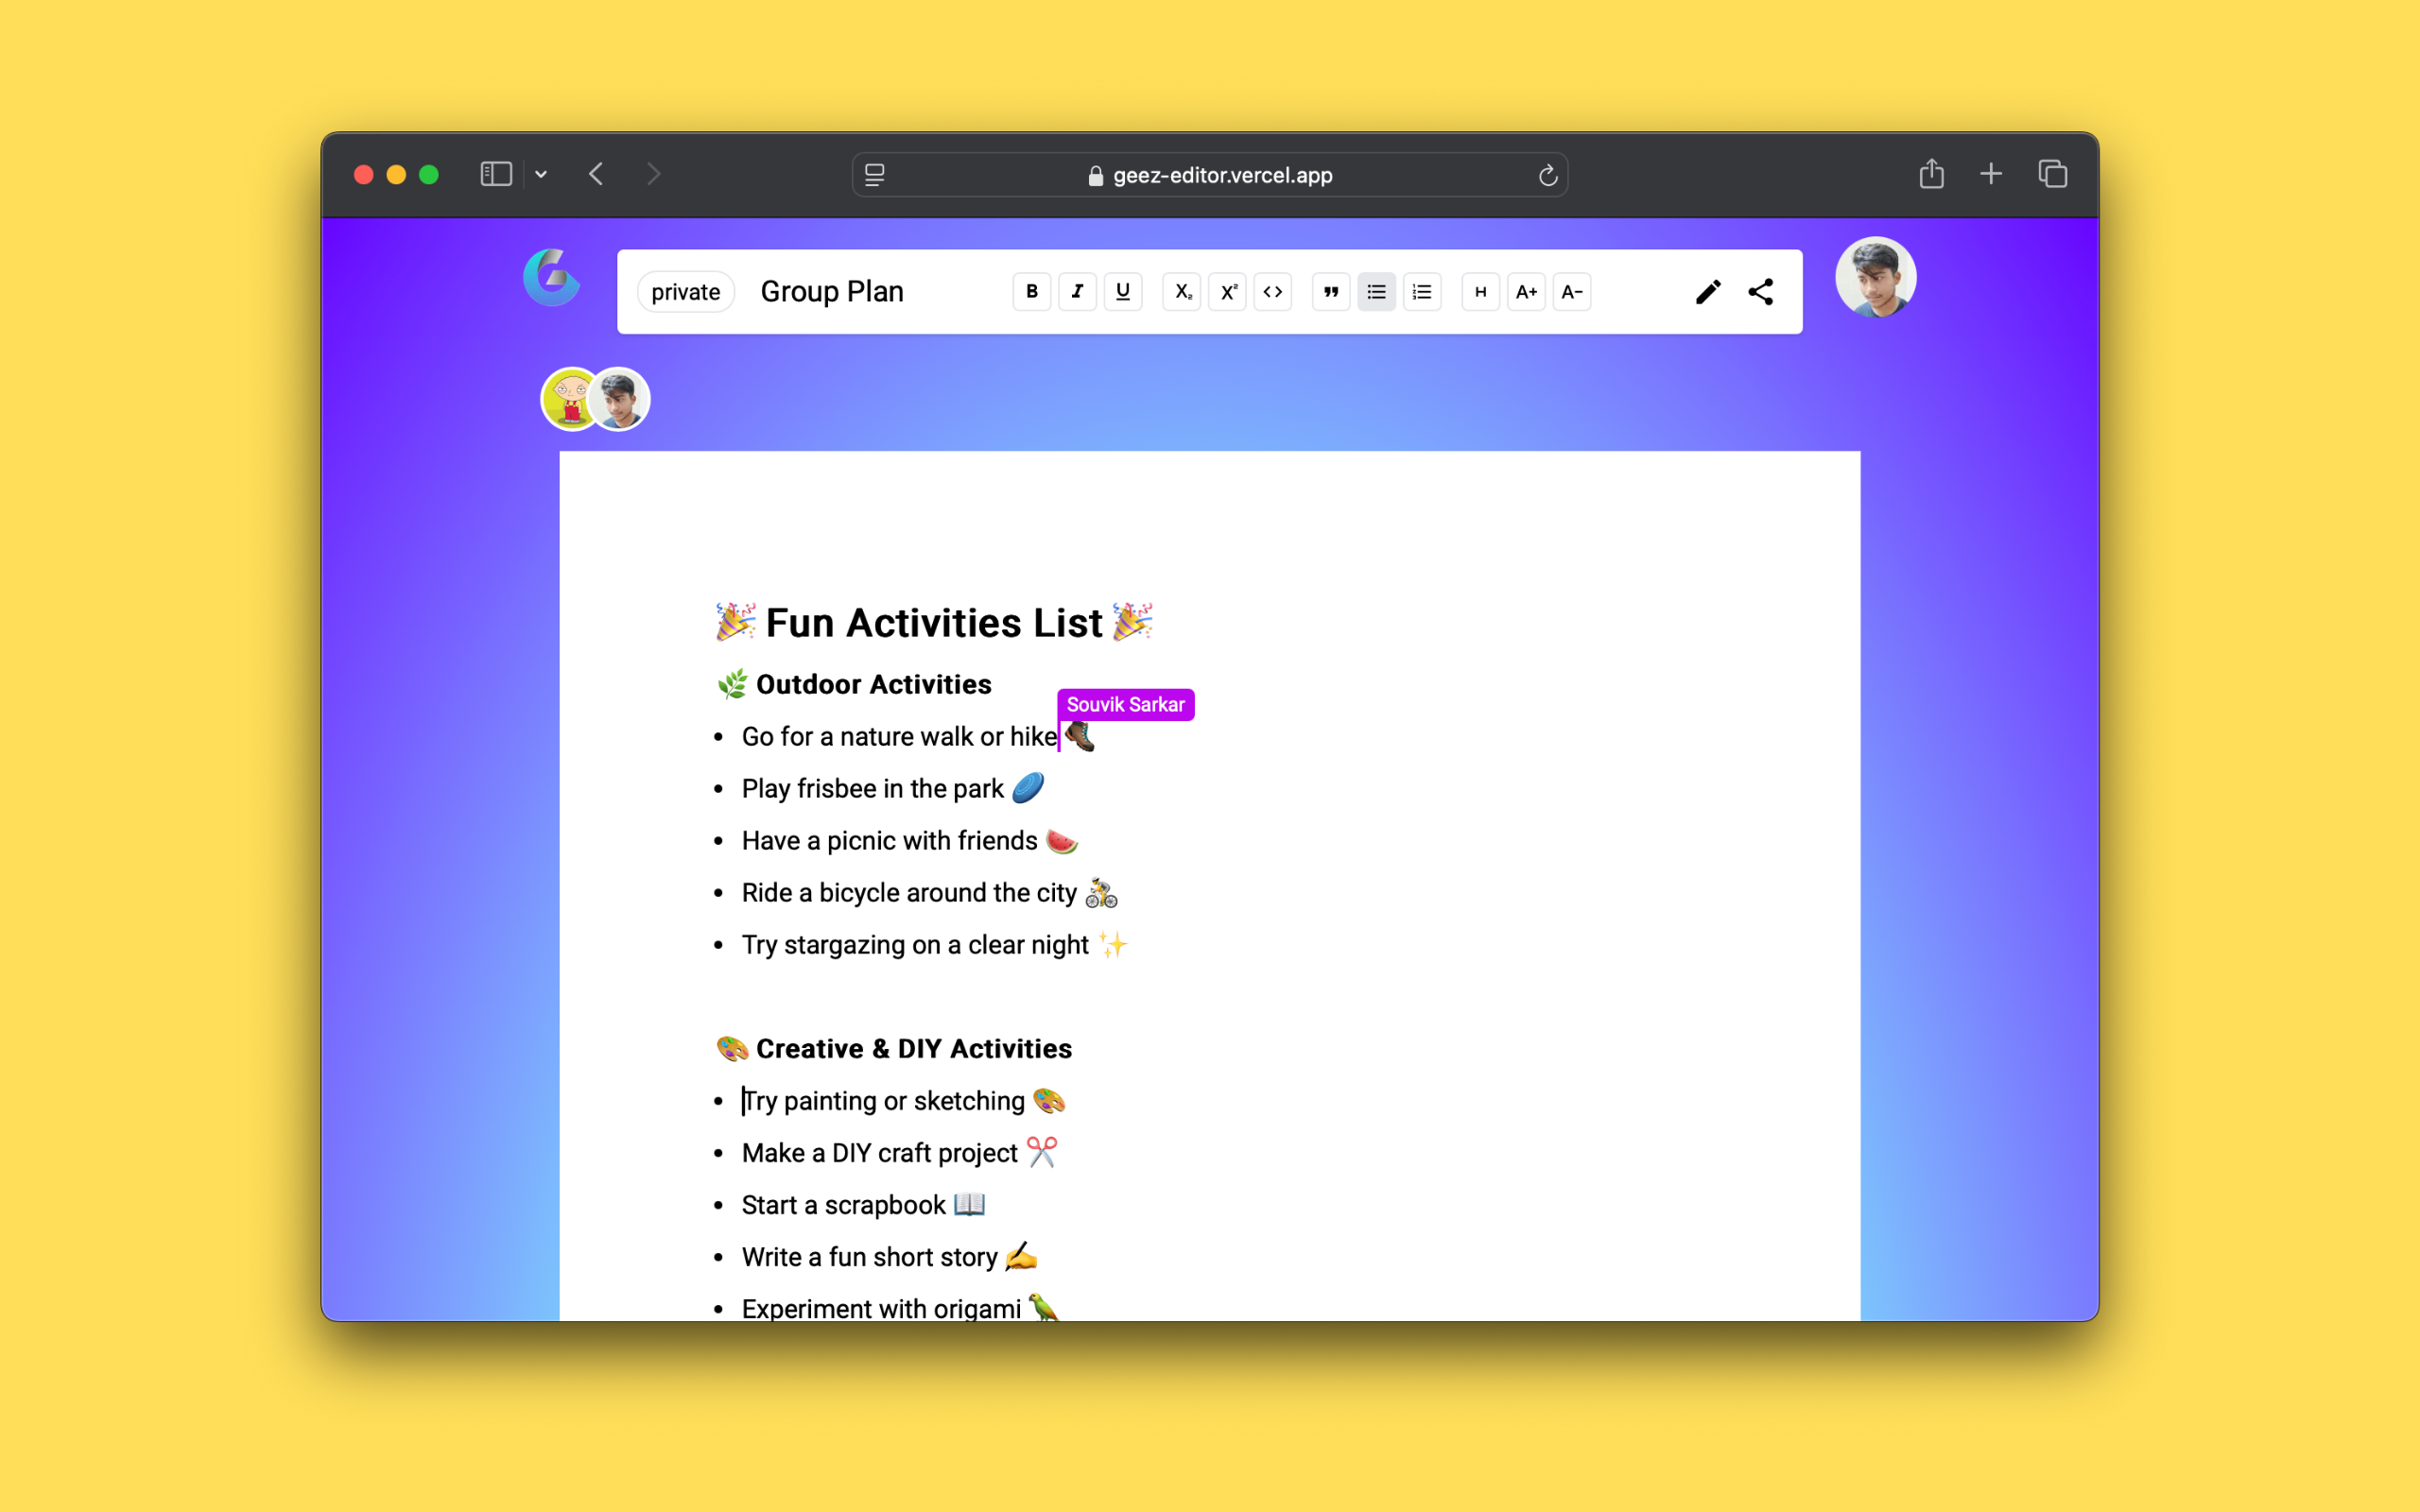 geez-editor.vercel.app
private Group Plan B I U X₂ X² <> ❞ H A+ A-
🎉 Fun Activities List 🎉
🌿 Outdoor Activities
Souvik Sarkar
• Go for a nature walk or hike 🥾
• Play frisbee in the park 🥏
• Have a picnic with friends 🍉
• Ride a bicycle around the city 🚴
• Try stargazing on a clear night ✨
🎨 Creative & DIY Activities
• Try painting or sketching 🎨
• Make a DIY craft project ✂️
• Start a scrapbook 📖
• Write a fun short story ✍️
• Experiment with origami 🦜